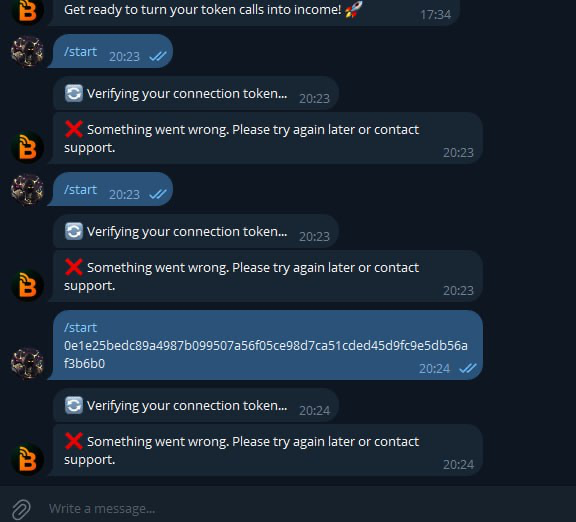 Get ready to turn your token calls into income! 🚀
17:34
/start 20:23
🔄 Verifying your connection token... 20:23
❌ Something went wrong. Please try again later or contact
support.
20:23
/start 20:23
🔄 Verifying your connection token... 20:23
❌ Something went wrong. Please try again later or contact
support.
20:23
/start
0e1e25bedc89a4987b099507a56f05ce98d7ca51cded45d9fc9e5db56a
f3b6b0
20:24
🔄 Verifying your connection token... 20:24
❌ Something went wrong. Please try again later or contact
support.
20:24
Write a message...